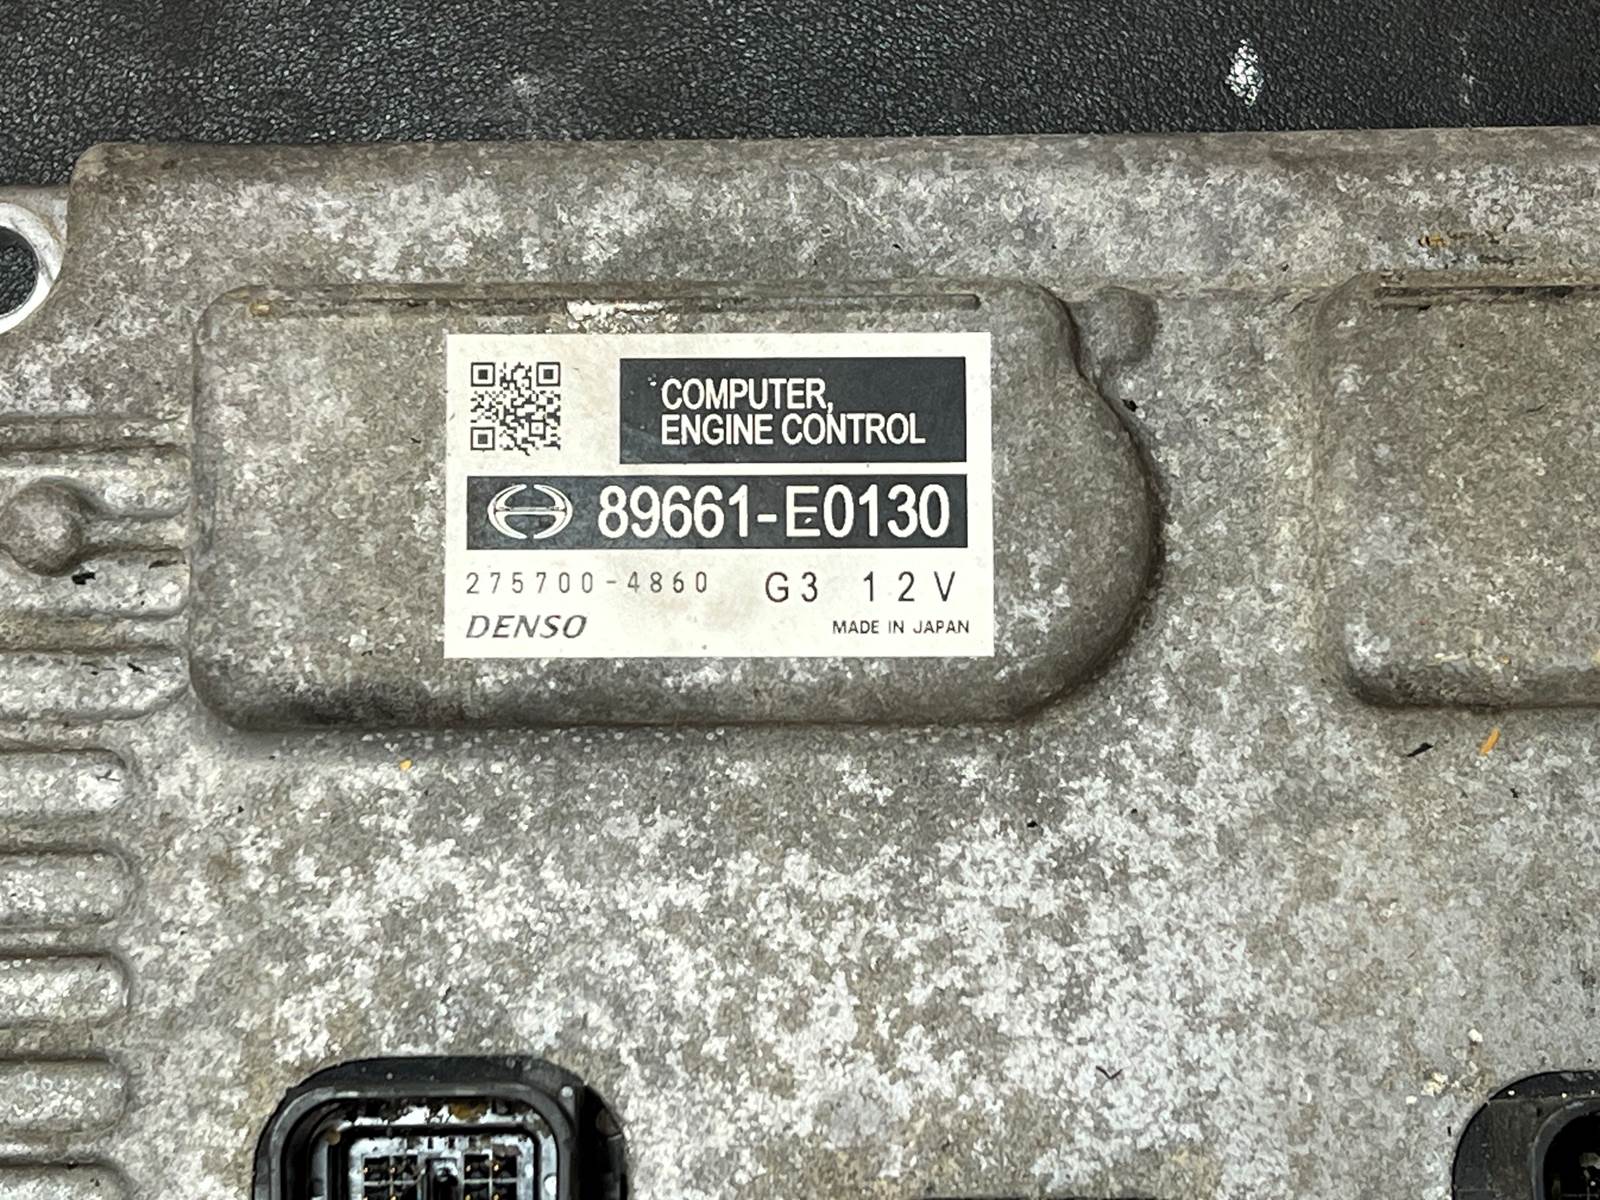 COMPUTER,
ENGINE CONTROL
89661-E0130
275700-4860 G3 12V
DENSO MADE IN JAPAN